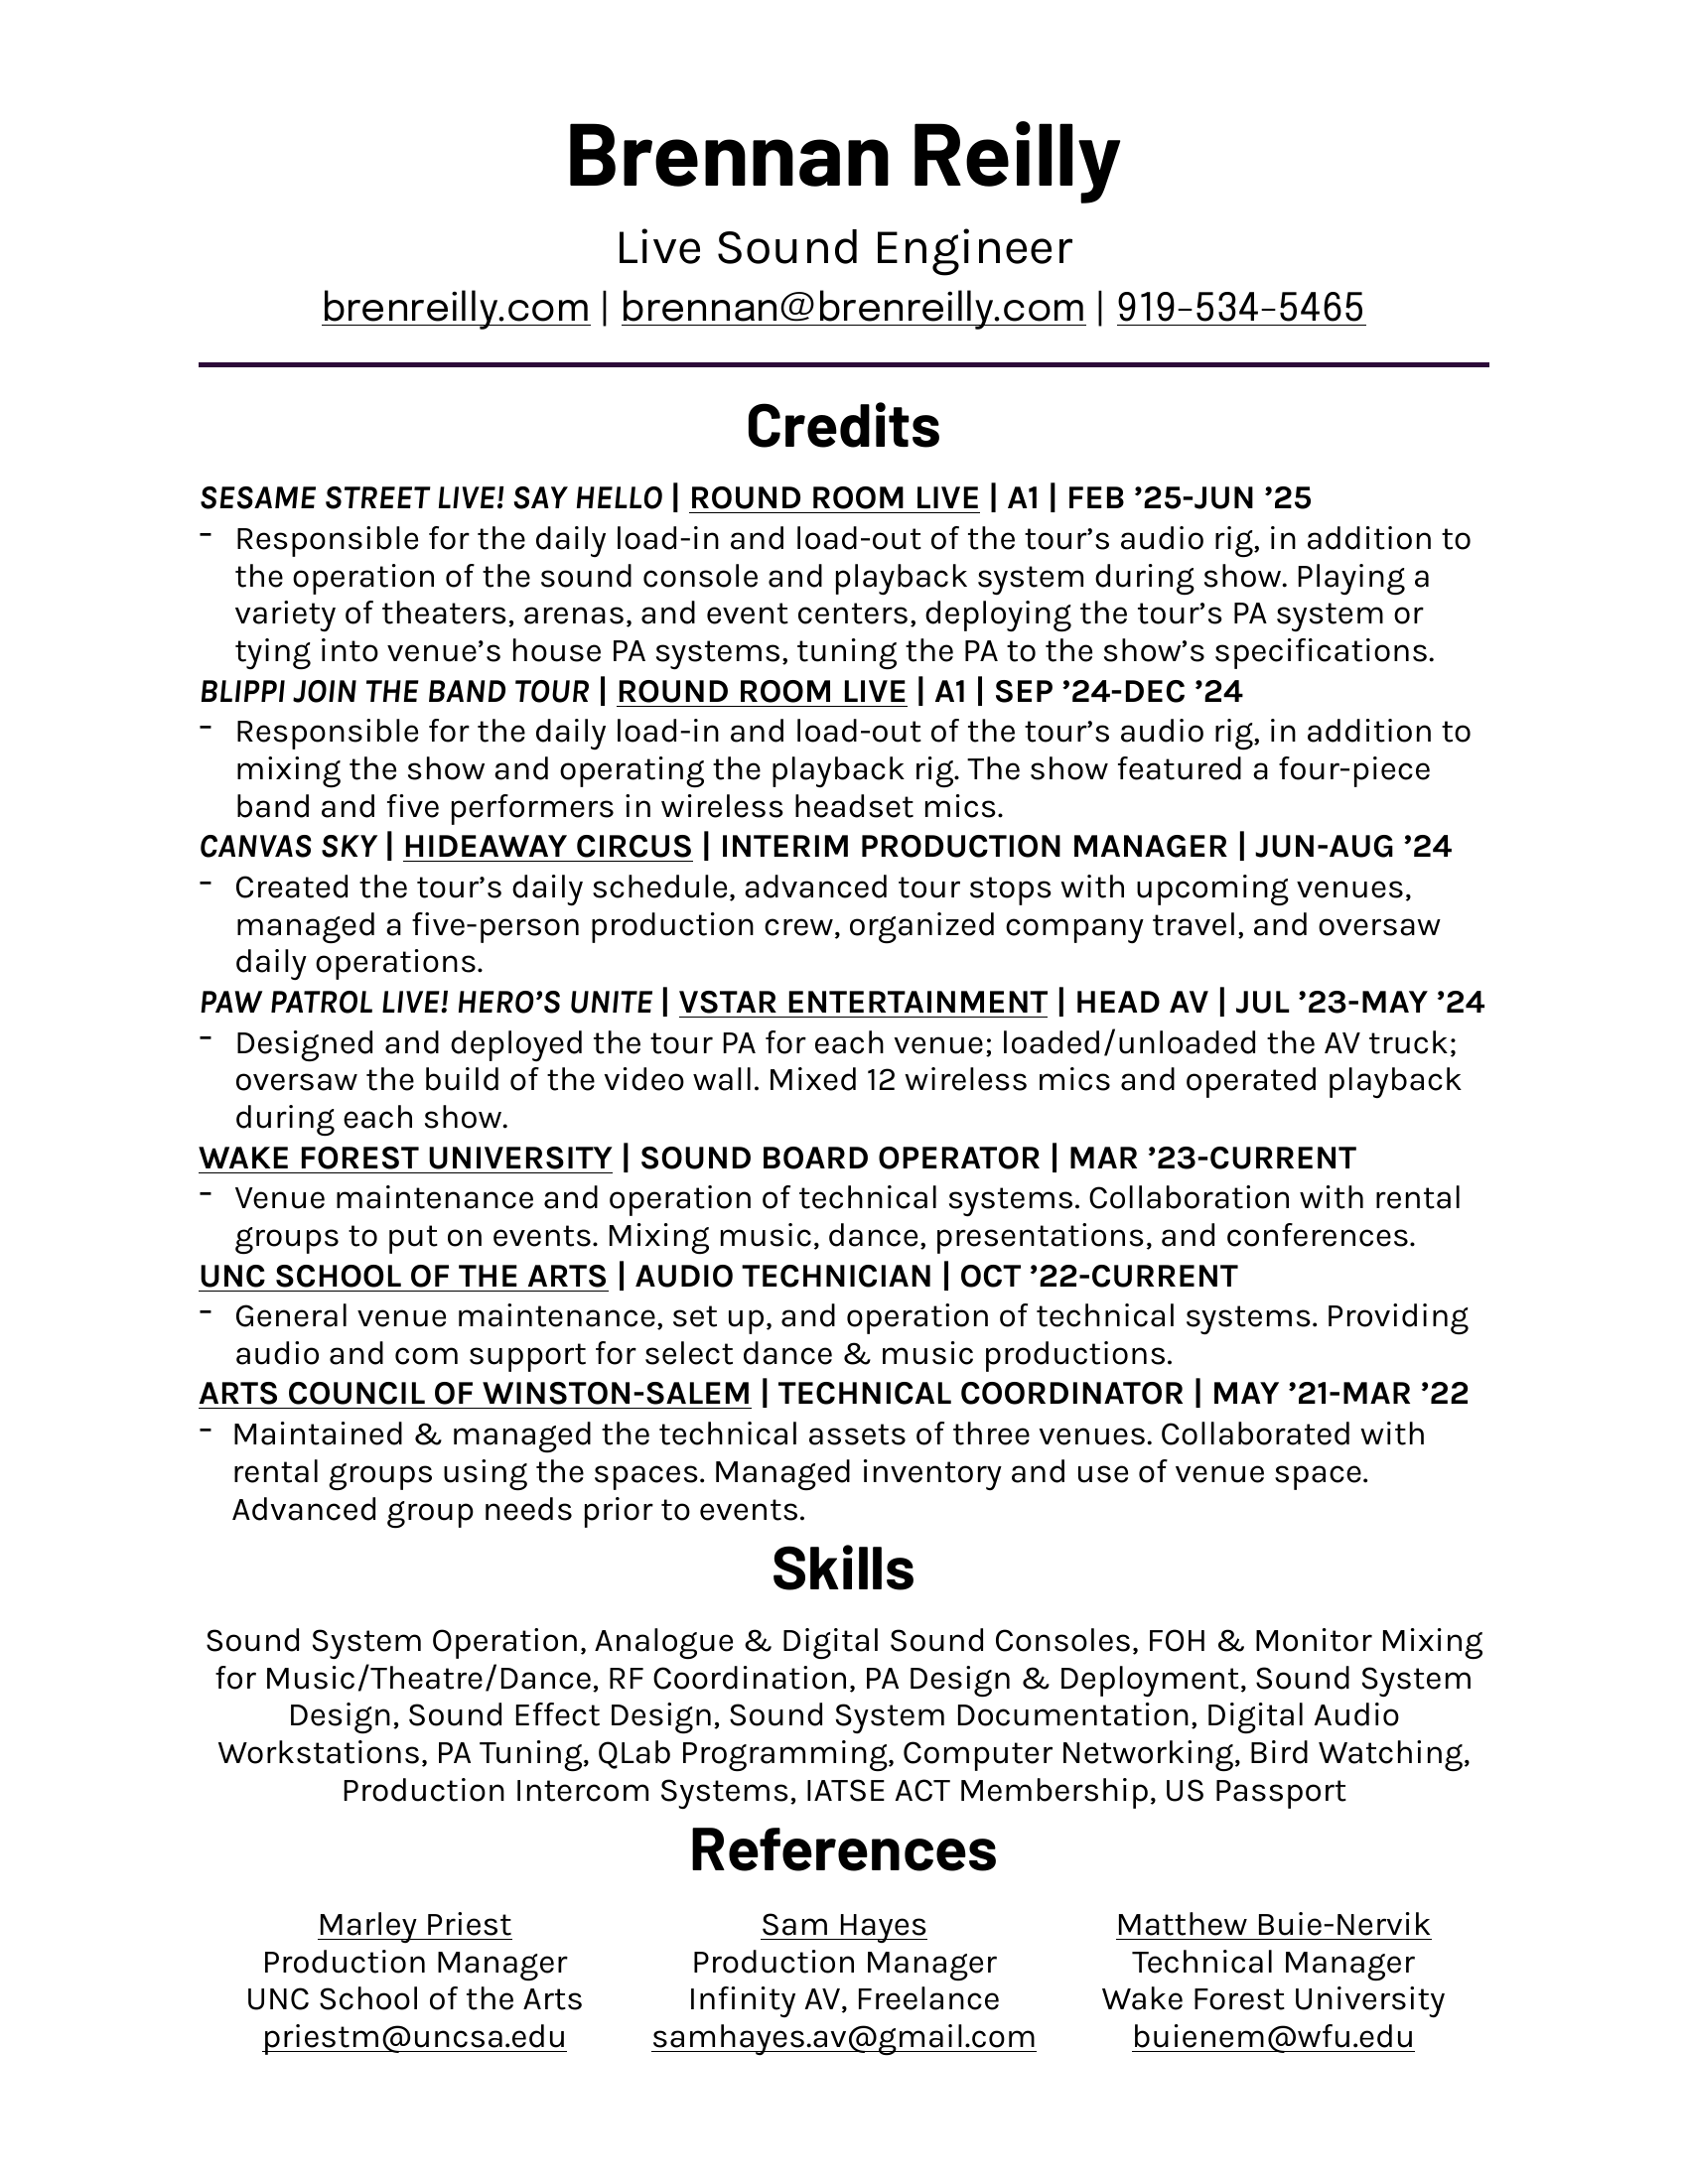 Brennan Reilly
Live Sound Engineer
brenreilly.com | brennan@brenreilly.com | 919-534-5465
Credits
SESAME STREET LIVE! SAY HELLO | ROUND ROOM LIVE | A1 | FEB ’25-JUN ’25
- Responsible for the daily load-in and load-out of the tour’s audio rig, in addition to
the operation of the sound console and playback system during show. Playing a
variety of theaters, arenas, and event centers, deploying the tour’s PA system or
tying into venue’s house PA systems, tuning the PA to the show’s specifications.
BLIPPI JOIN THE BAND TOUR | ROUND ROOM LIVE | A1 | SEP ’24-DEC ’24
- Responsible for the daily load-in and load-out of the tour’s audio rig, in addition to
mixing the show and operating the playback rig. The show featured a four-piece
band and five performers in wireless headset mics.
CANVAS SKY | HIDEAWAY CIRCUS | INTERIM PRODUCTION MANAGER | JUN-AUG ’24
- Created the tour’s daily schedule, advanced tour stops with upcoming venues,
managed a five-person production crew, organized company travel, and oversaw
daily operations.
PAW PATROL LIVE! HERO’S UNITE | VSTAR ENTERTAINMENT | HEAD AV | JUL ’23-MAY ’24
- Designed and deployed the tour PA for each venue; loaded/unloaded the AV truck;
oversaw the build of the video wall. Mixed 12 wireless mics and operated playback
during each show.
WAKE FOREST UNIVERSITY | SOUND BOARD OPERATOR | MAR ’23-CURRENT
- Venue maintenance and operation of technical systems. Collaboration with rental
groups to put on events. Mixing music, dance, presentations, and conferences.
UNC SCHOOL OF THE ARTS | AUDIO TECHNICIAN | OCT ’22-CURRENT
- General venue maintenance, set up, and operation of technical systems. Providing
audio and com support for select dance & music productions.
ARTS COUNCIL OF WINSTON-SALEM | TECHNICAL COORDINATOR | MAY ’21-MAR ’22
- Maintained & managed the technical assets of three venues. Collaborated with
rental groups using the spaces. Managed inventory and use of venue space.
Advanced group needs prior to events.
Skills
Sound System Operation, Analogue & Digital Sound Consoles, FOH & Monitor Mixing
for Music/Theatre/Dance, RF Coordination, PA Design & Deployment, Sound System
Design, Sound Effect Design, Sound System Documentation, Digital Audio
Workstations, PA Tuning, QLab Programming, Computer Networking, Bird Watching,
Production Intercom Systems, IATSE ACT Membership, US Passport
References
Marley Priest
Production Manager
UNC School of the Arts
priestm@uncsa.edu
Sam Hayes
Production Manager
Infinity AV, Freelance
samhayes.av@gmail.com
Matthew Buie-Nervik
Technical Manager
Wake Forest University
buienem@wfu.edu